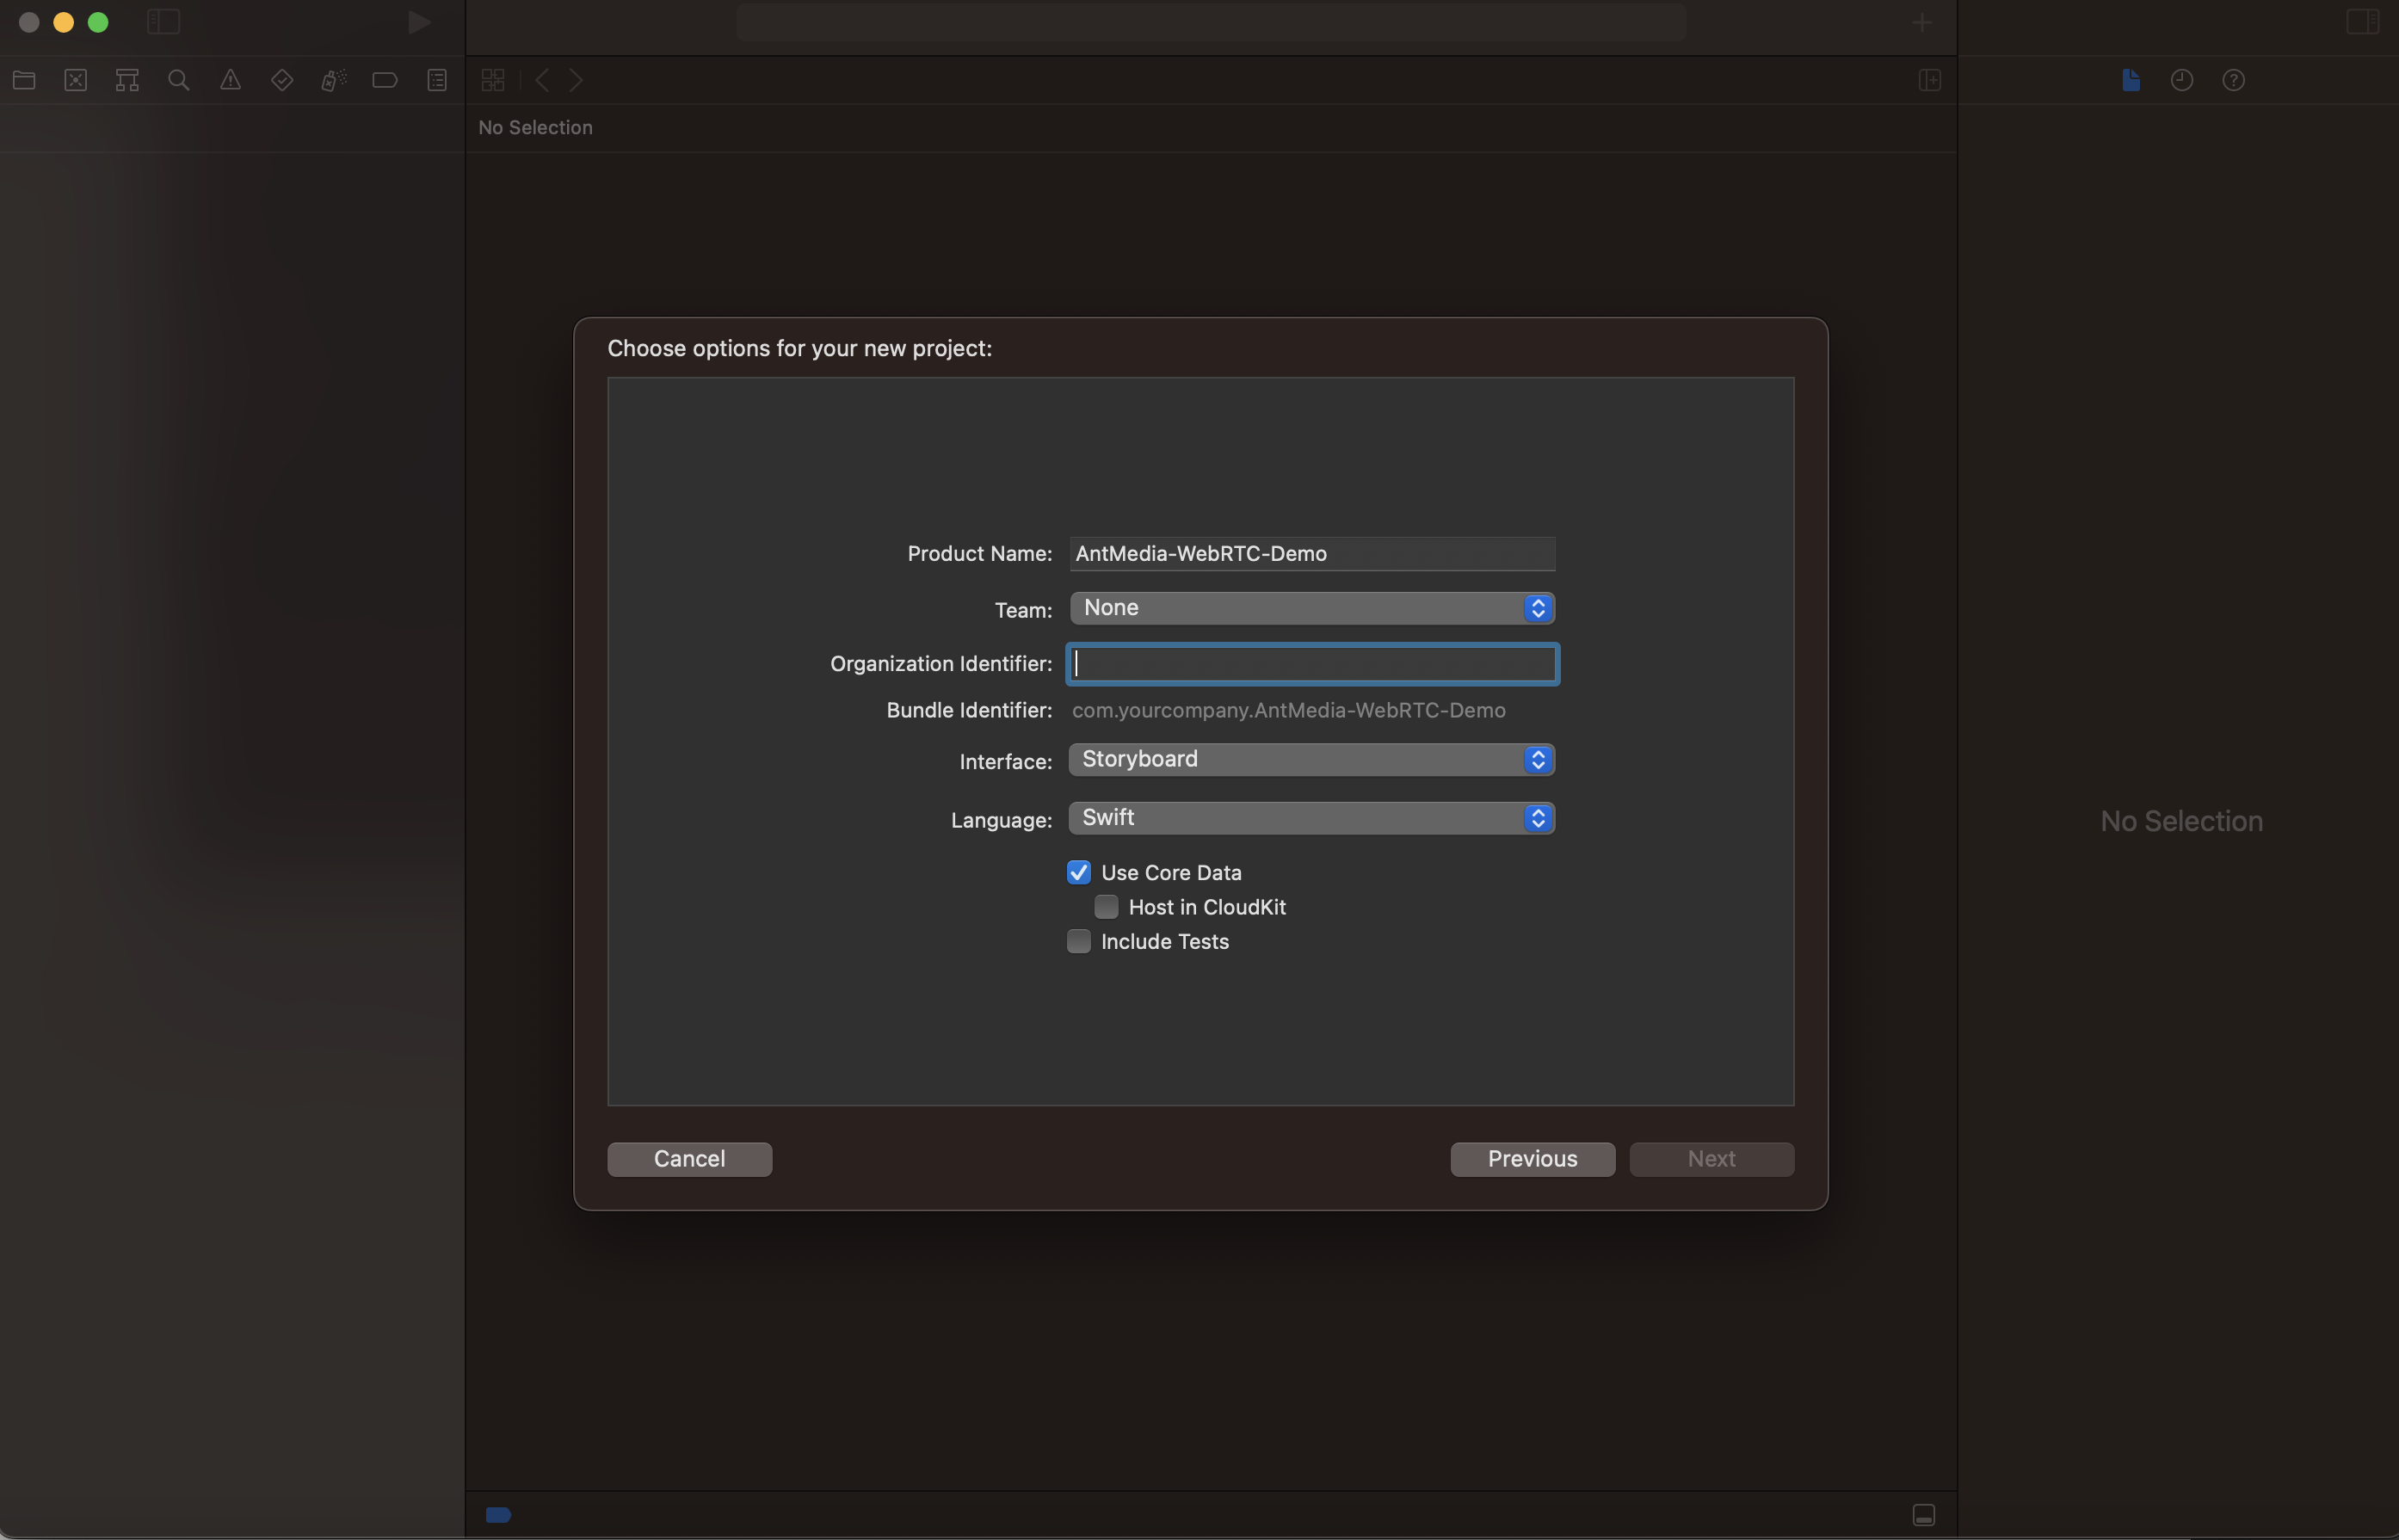 No Selection
Choose options for your new project:
Product Name: AntMedia-WebRTC-Demo
Team: None
Organization Identifier:
Bundle Identifier: com.yourcompany.AntMedia-WebRTC-Demo
Interface: Storyboard
Language: Swift
Use Core Data
Host in CloudKit
Include Tests
Cancel Previous Next
No Selection